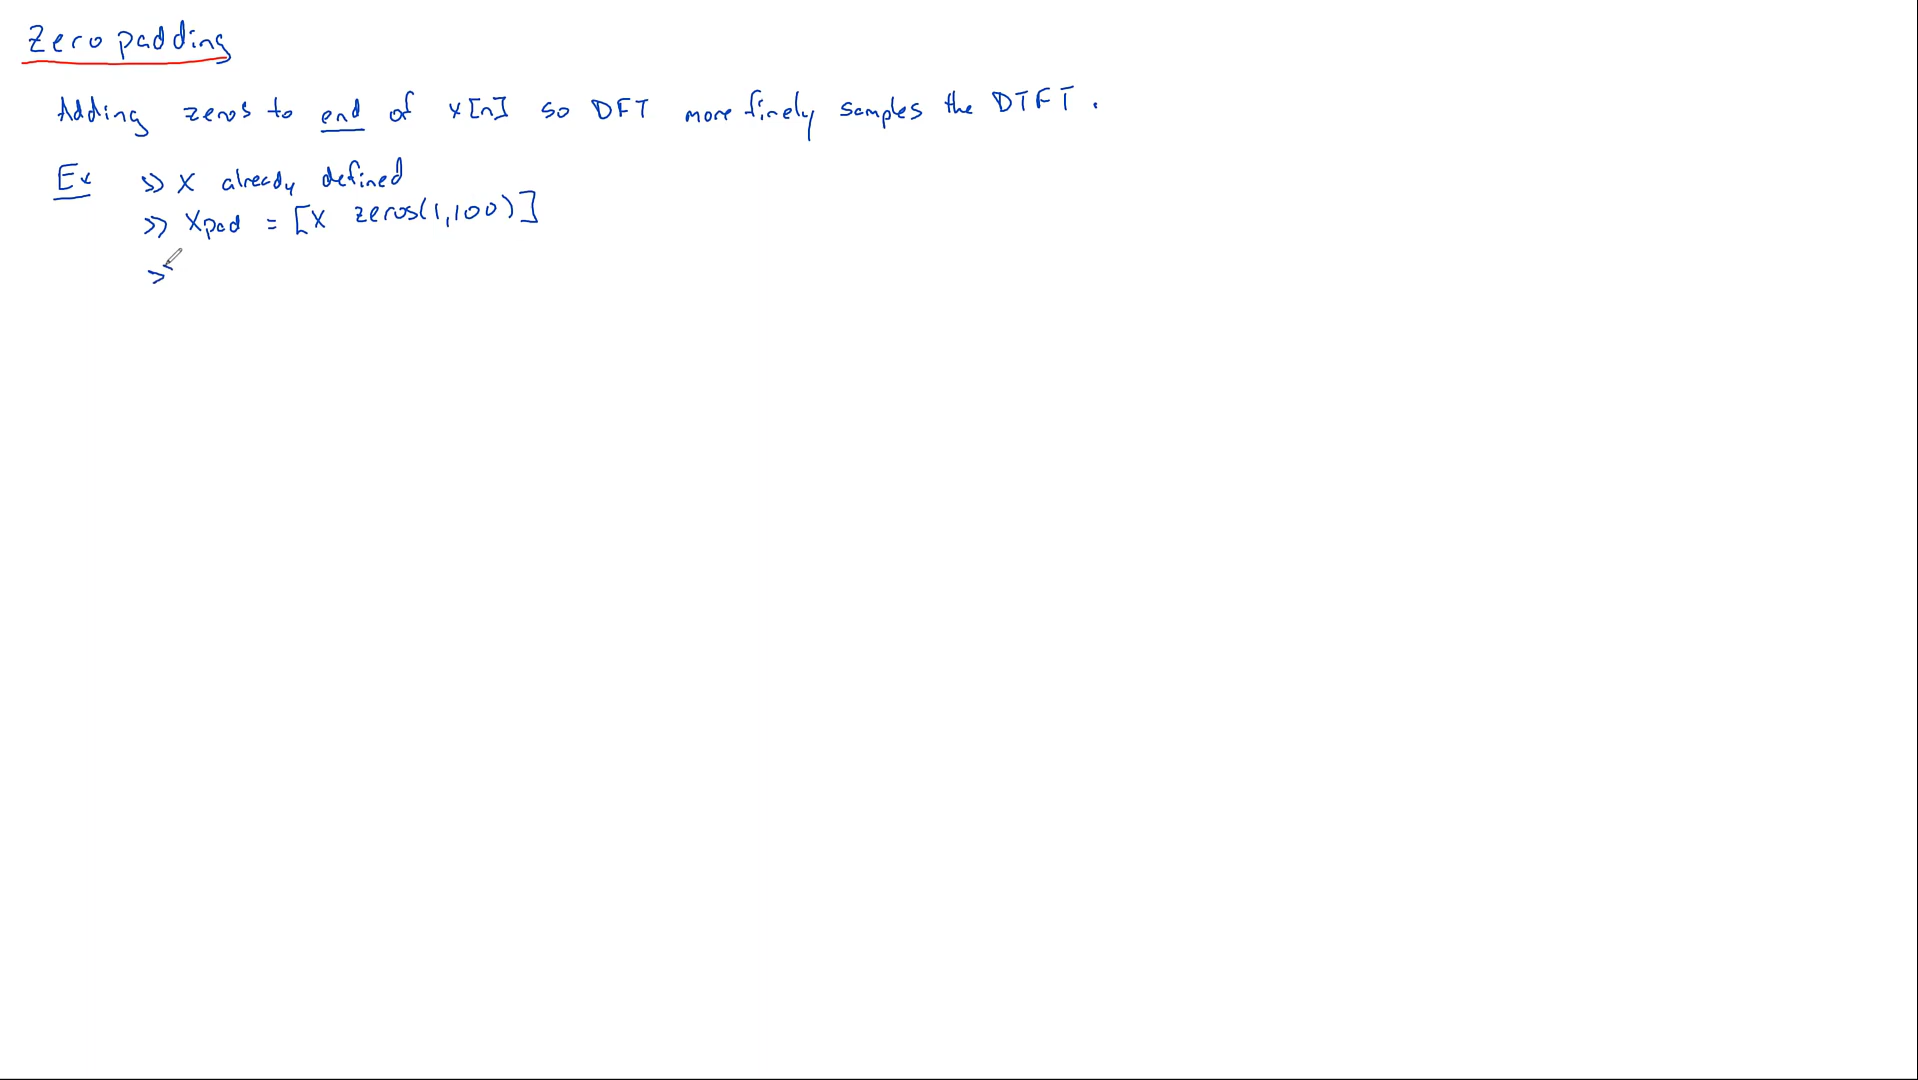 Zero padding
Adding zeros to end of x[n] so DFT more finely samples the DTFT.
Ex >> x already defined
>> xpad = [x zeros(1,100)]
>>